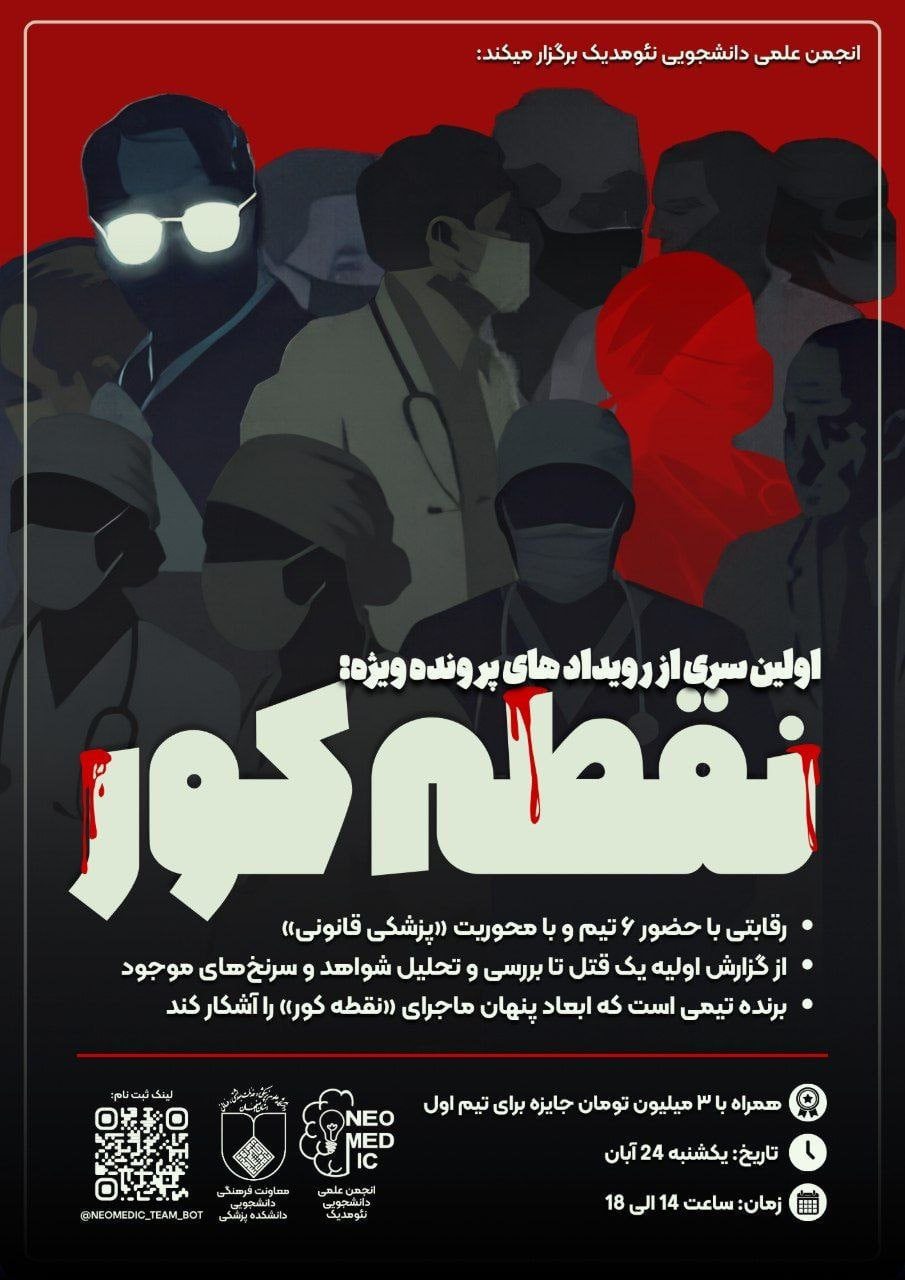 انجمن علمی دانشجویی نئومدیک برگزار میکند:
اولین سری از رویداد های پرونده ویژه:
نقطه کور
• رقابتی با حضور ۶ تیم و با محوریت «پزشکی قانونی»
• از گزارش اولیه یک قتل تا بررسی و تحلیل شواهد و سرنخ‌های موجود
• برنده تیمی است که ابعاد پنهان ماجرای «نقطه کور» را آشکار کند
همراه با ۳ میلیون تومان جایزه برای تیم اول
تاریخ: یکشنبه 24 آبان
زمان: ساعت 14 الی 18
NEO
MED
IC
انجمن علمی
دانشجویی
نئومدیک
معاونت فرهنگی
دانشجویی
دانشکده پزشکی
لینک ثبت نام:
@NEOMEDIC_TEAM_BOT